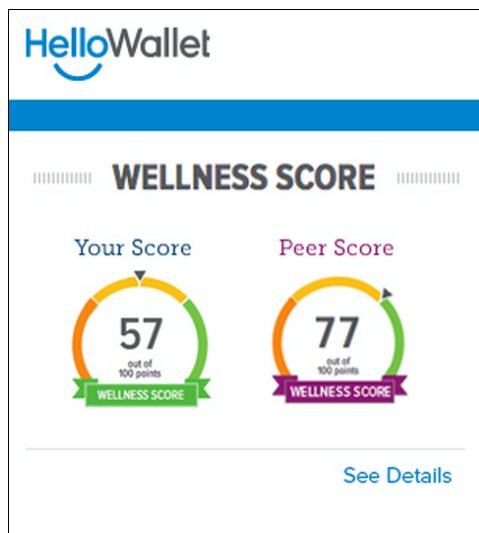 HelloWallet
WELLNESS SCORE
Your Score
Peer Score
57
out of
100 points
WELLNESS SCORE
77
out of
100 points
WELLNESS SCORE
See Details